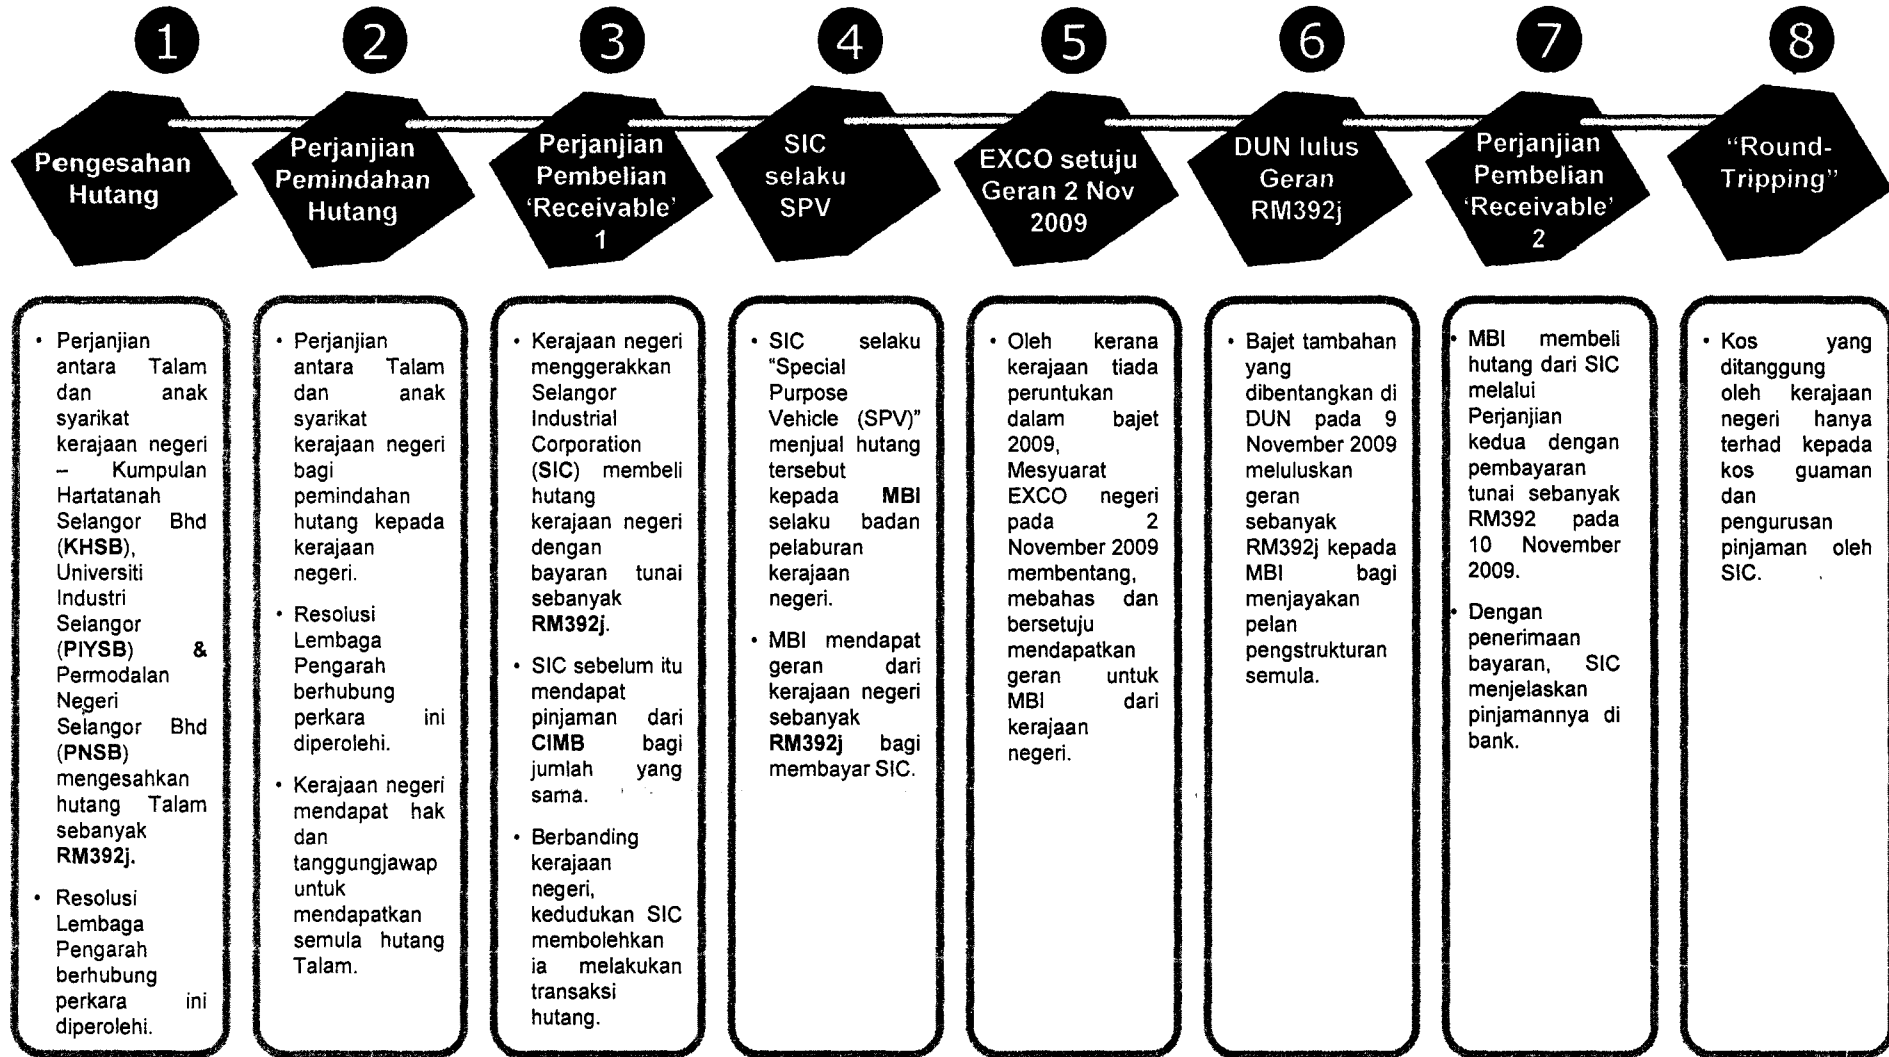 1
2
3
4
5
6
7
8
Pengesahan
Hutang
Perjanjian
Pemindahan
Hutang
Perjanjian
Pembelian
‘Receivable’
1
SIC
selaku
SPV
EXCO setuju
Geran 2 Nov
2009
DUN lulus
Geran
RM392j
Perjanjian
Pembelian
‘Receivable’
2
“Round-
Tripping”
• Perjanjian
antara Talam
dan anak
syarikat
kerajaan negeri
– Kumpulan
Hartatanah
Selangor Bhd
(KHSB),
Universiti
Industri
Selangor
(PIYSB) &
Permodalan
Negeri
Selangor Bhd
(PNSB)
mengesahkan
hutang Talam
sebanyak
RM392j.
• Resolusi
Lembaga
Pengarah
berhubung
perkara ini
diperolehi.
• Perjanjian
antara Talam
dan anak
syarikat
kerajaan negeri
bagi
pemindahan
hutang kepada
kerajaan
negeri.
• Resolusi
Lembaga
Pengarah
berhubung
perkara ini
diperolehi.
• Kerajaan negeri
mendapat hak
dan
tanggungjawap
untuk
mendapatkan
semula hutang
Talam.
• Kerajaan negeri
menggerakkan
Selangor
Industrial
Corporation
(SIC) membeli
hutang
kerajaan negeri
dengan
bayaran tunai
sebanyak
RM392j.
• SIC sebelum itu
mendapat
pinjaman dari
CIMB bagi
jumlah yang
sama.
• Berbanding
kerajaan
negeri,
kedudukan SIC
membolehkan
ia melakukan
transaksi
hutang.
• SIC selaku
“Special
Purpose
Vehicle (SPV)”
menjual hutang
tersebut
kepada MBI
selaku badan
pelaburan
kerajaan
negeri.
• MBI mendapat
geran dari
kerajaan negeri
sebanyak
RM392j bagi
membayar SIC.
• Oleh kerana
kerajaan tiada
peruntukan
dalam bajet
2009,
Mesyuarat
EXCO negeri
pada 2
November 2009
membentang,
mebahas dan
bersetuju
mendapatkan
geran untuk
MBI dari
kerajaan
negeri.
• Bajet tambahan
yang
dibentangkan di
DUN pada 9
November 2009
meluluskan
geran
sebanyak
RM392j kepada
MBI bagi
menjayakan
pelan
pengstrukturan
semula.
• MBI membeli
hutang dari SIC
melalui
Perjanjian
kedua dengan
pembayaran
tunai sebanyak
RM392 pada
10 November
2009.
• Dengan
penerimaan
bayaran, SIC
menjelaskan
pinjamannya di
bank.
• Kos yang
ditanggung
oleh kerajaan
negeri hanya
terhad kepada
kos guaman
dan
pengurusan
pinjaman oleh
SIC.